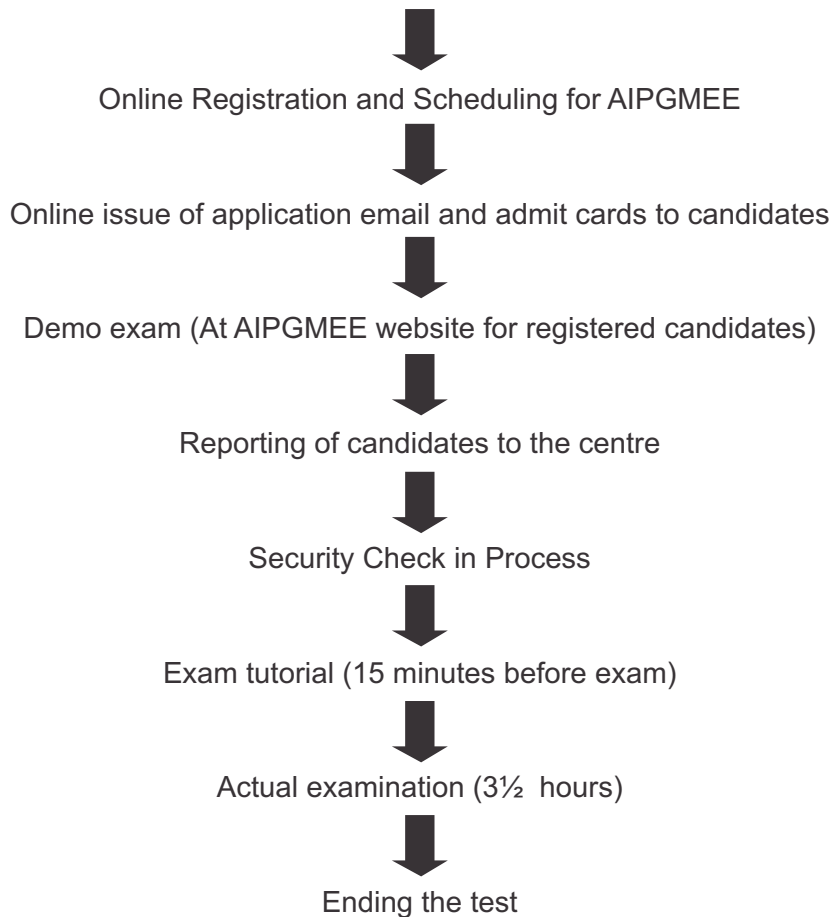 Online Registration and Scheduling for AIPGMEE
Online issue of application email and admit cards to candidates
Demo exam (At AIPGMEE website for registered candidates)
Reporting of candidates to the centre
Security Check in Process
Exam tutorial (15 minutes before exam)
Actual examination (3½ hours)
Ending the test